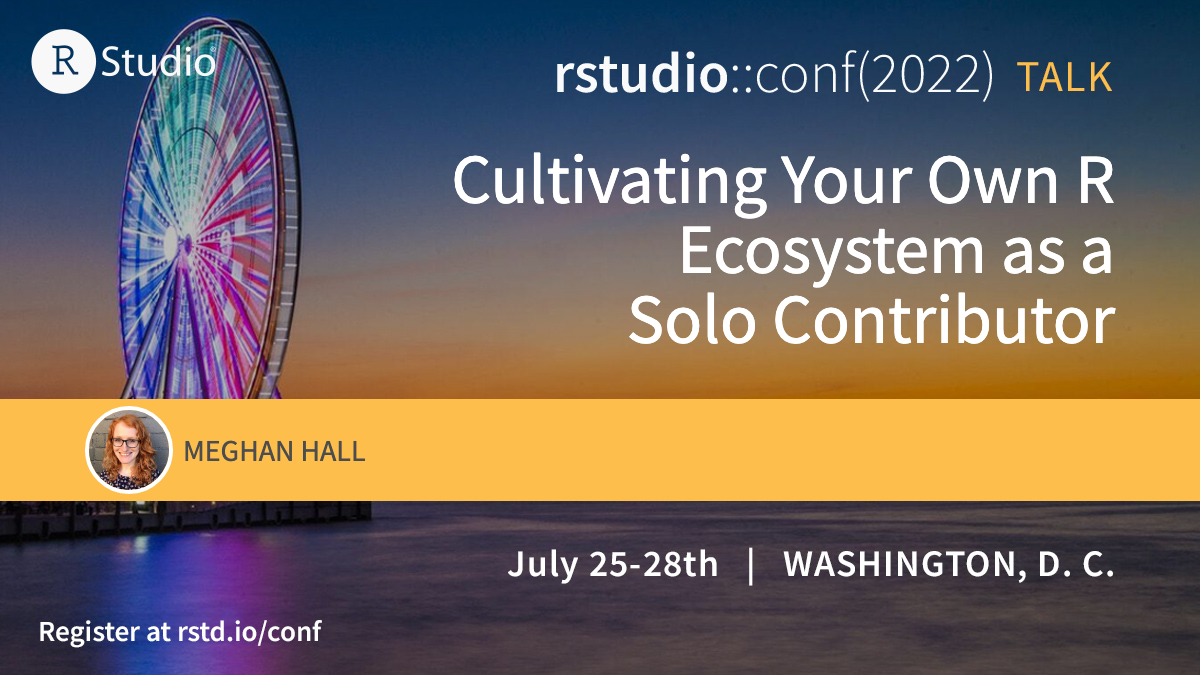 R Studio®
rstudio::conf(2022) TALK
Cultivating Your Own R
Ecosystem as a
Solo Contributor
MEGHAN HALL
July 25-28th | WASHINGTON, D. C.
Register at rstd.io/conf